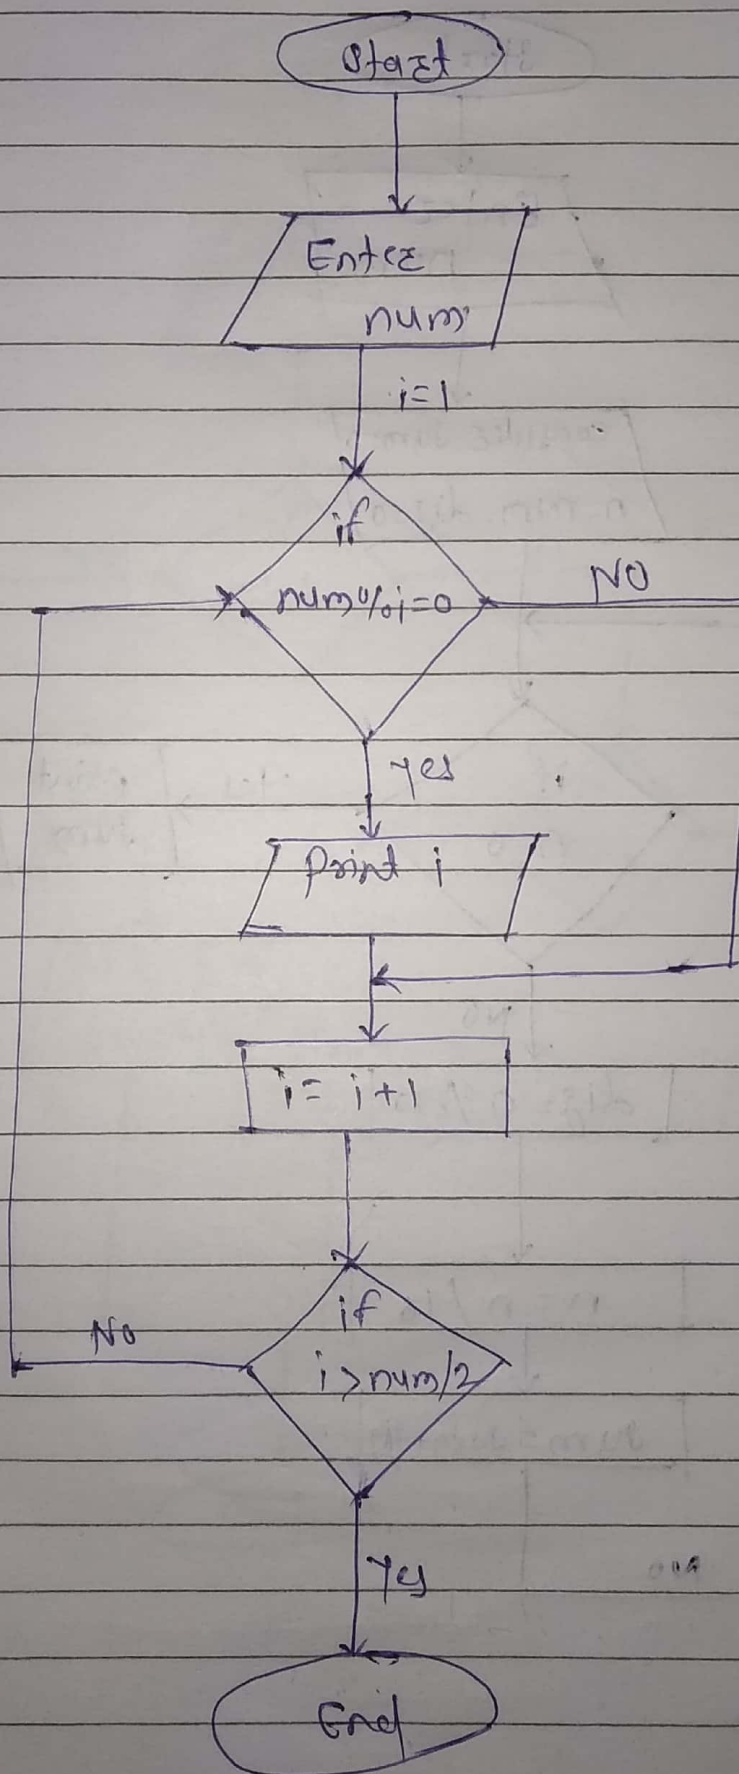 Start
Enter
num
i=1
if
num%i=0
NO
yes
Print i
i= i+1
if
i>num/2
No
Yes
End